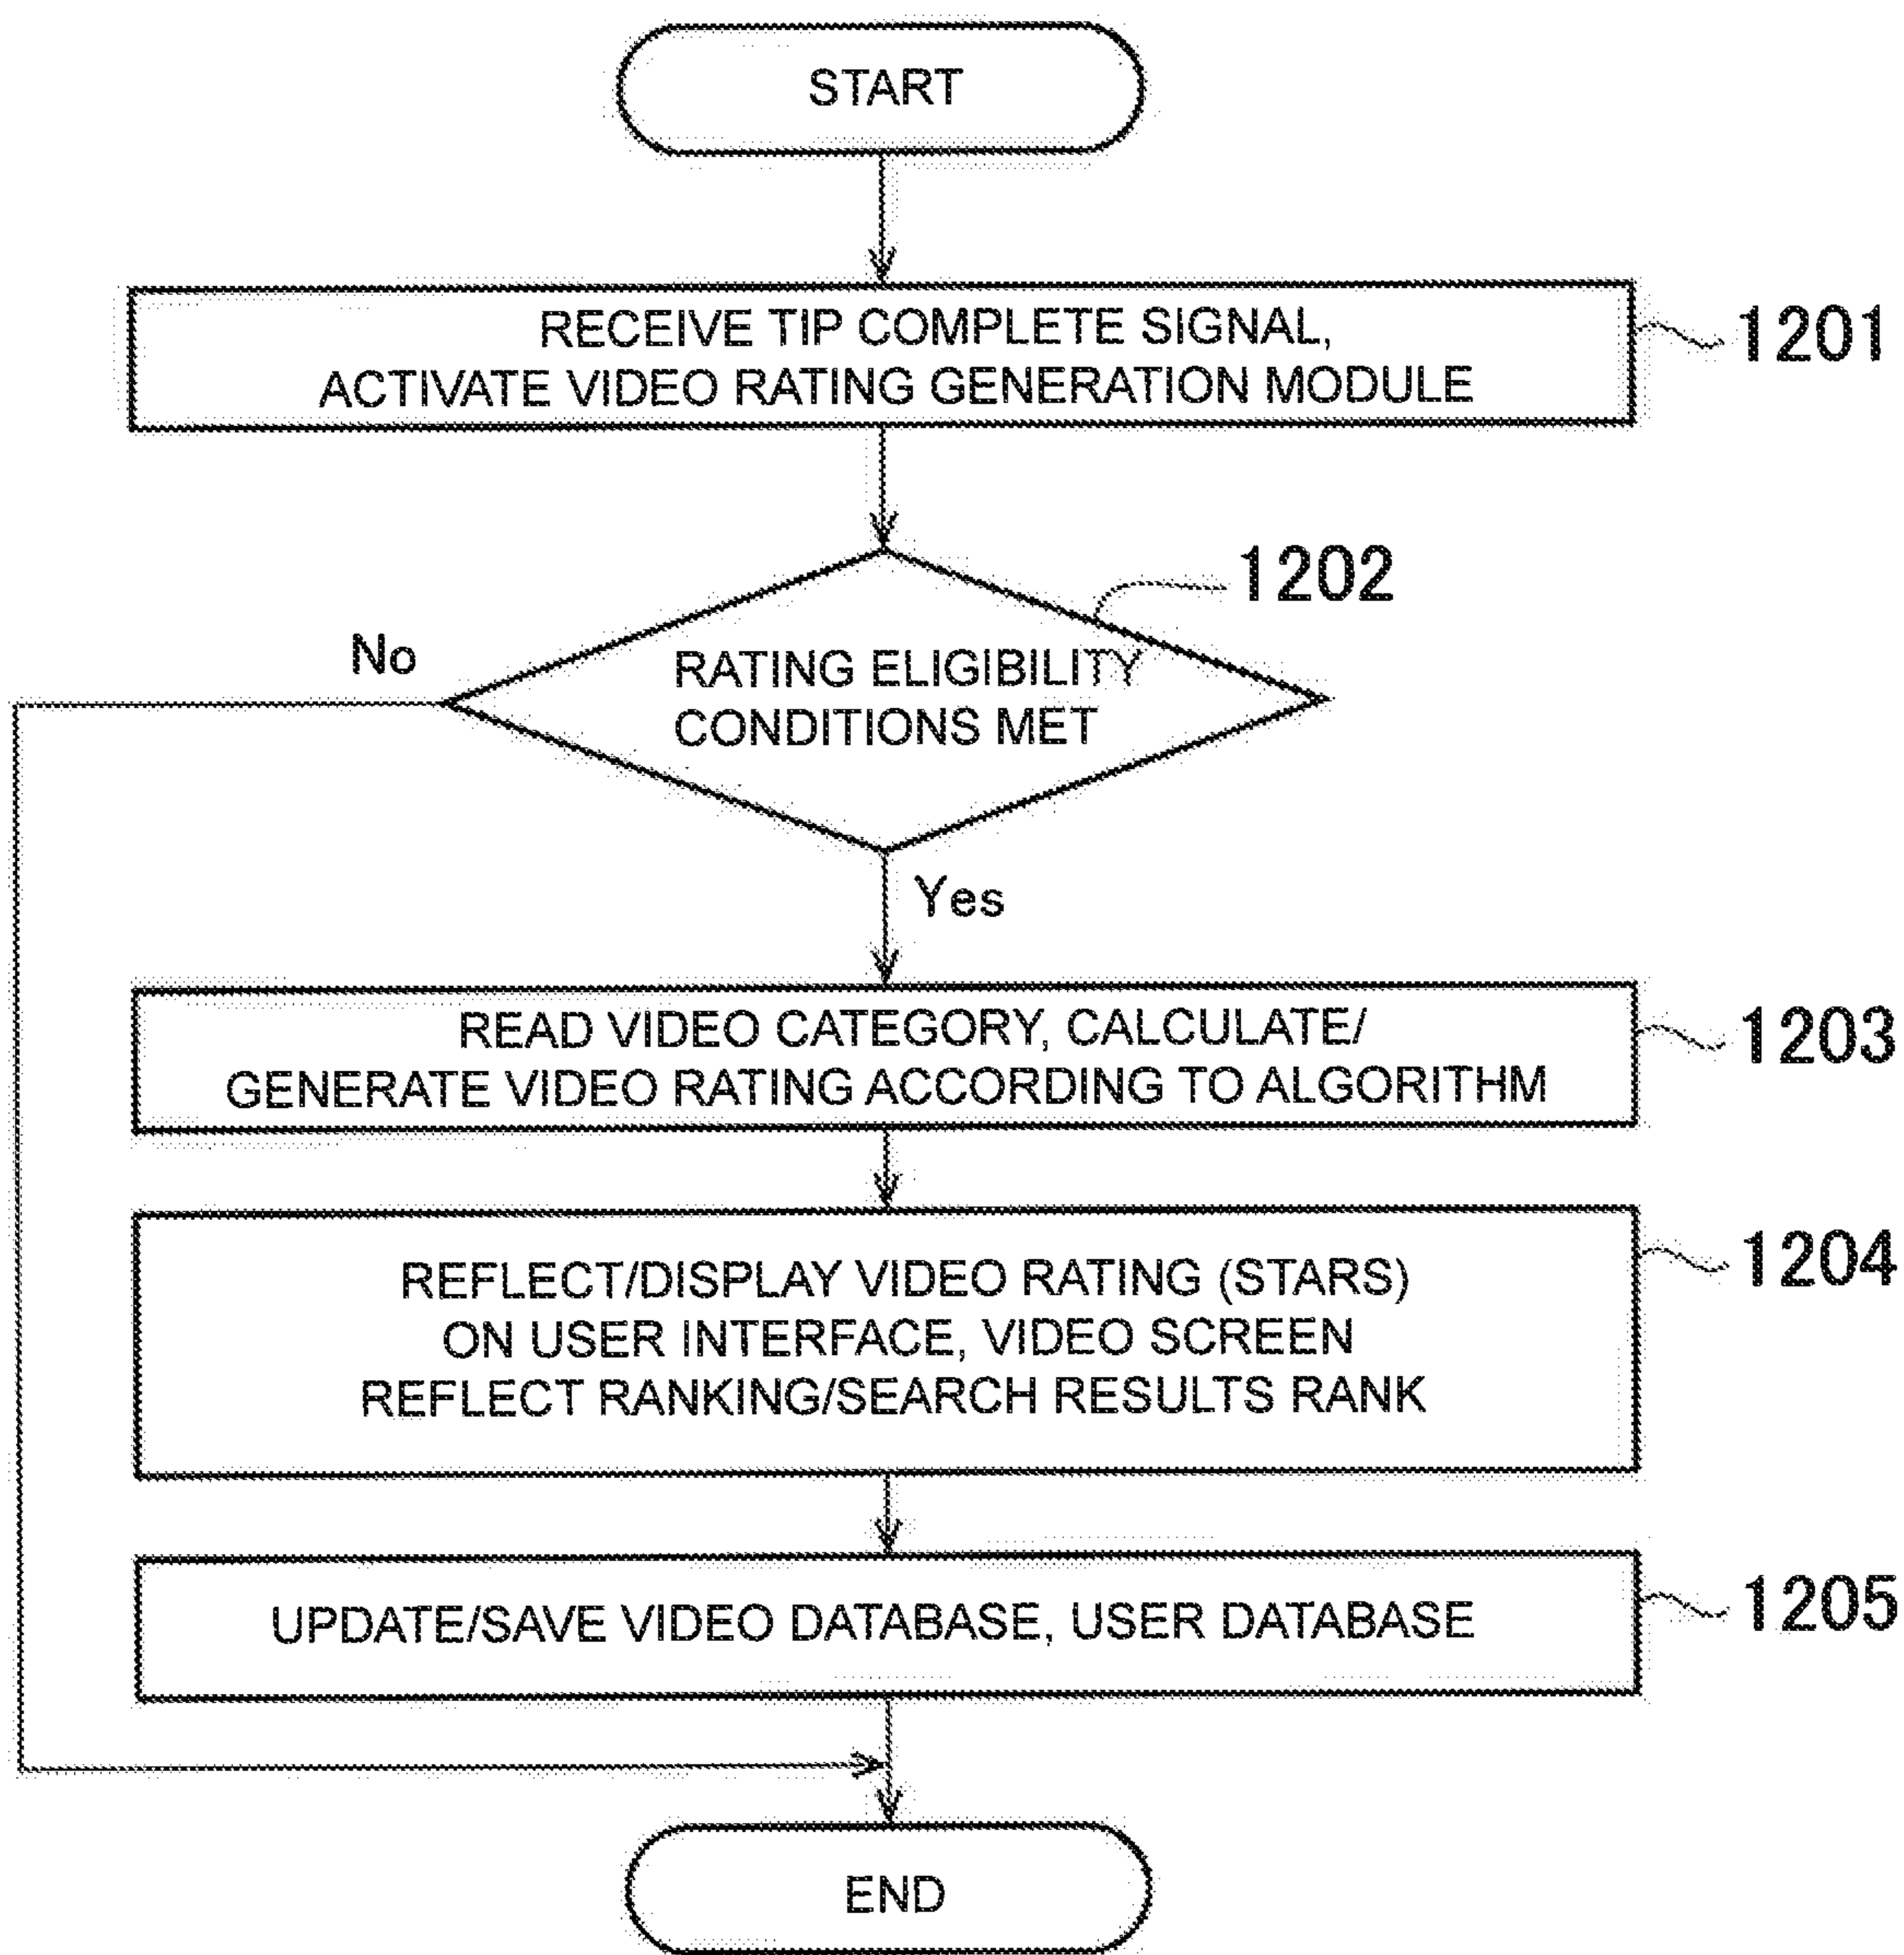 START
RECEIVE TIP COMPLETE SIGNAL,
ACTIVATE VIDEO RATING GENERATION MODULE
1201
1202
No
RATING ELIGIBILITY
CONDITIONS MET
Yes
READ VIDEO CATEGORY, CALCULATE/
GENERATE VIDEO RATING ACCORDING TO ALGORITHM
1203
REFLECT/DISPLAY VIDEO RATING (STARS)
ON USER INTERFACE, VIDEO SCREEN
REFLECT RANKING/SEARCH RESULTS RANK
1204
UPDATE/SAVE VIDEO DATABASE, USER DATABASE
1205
END